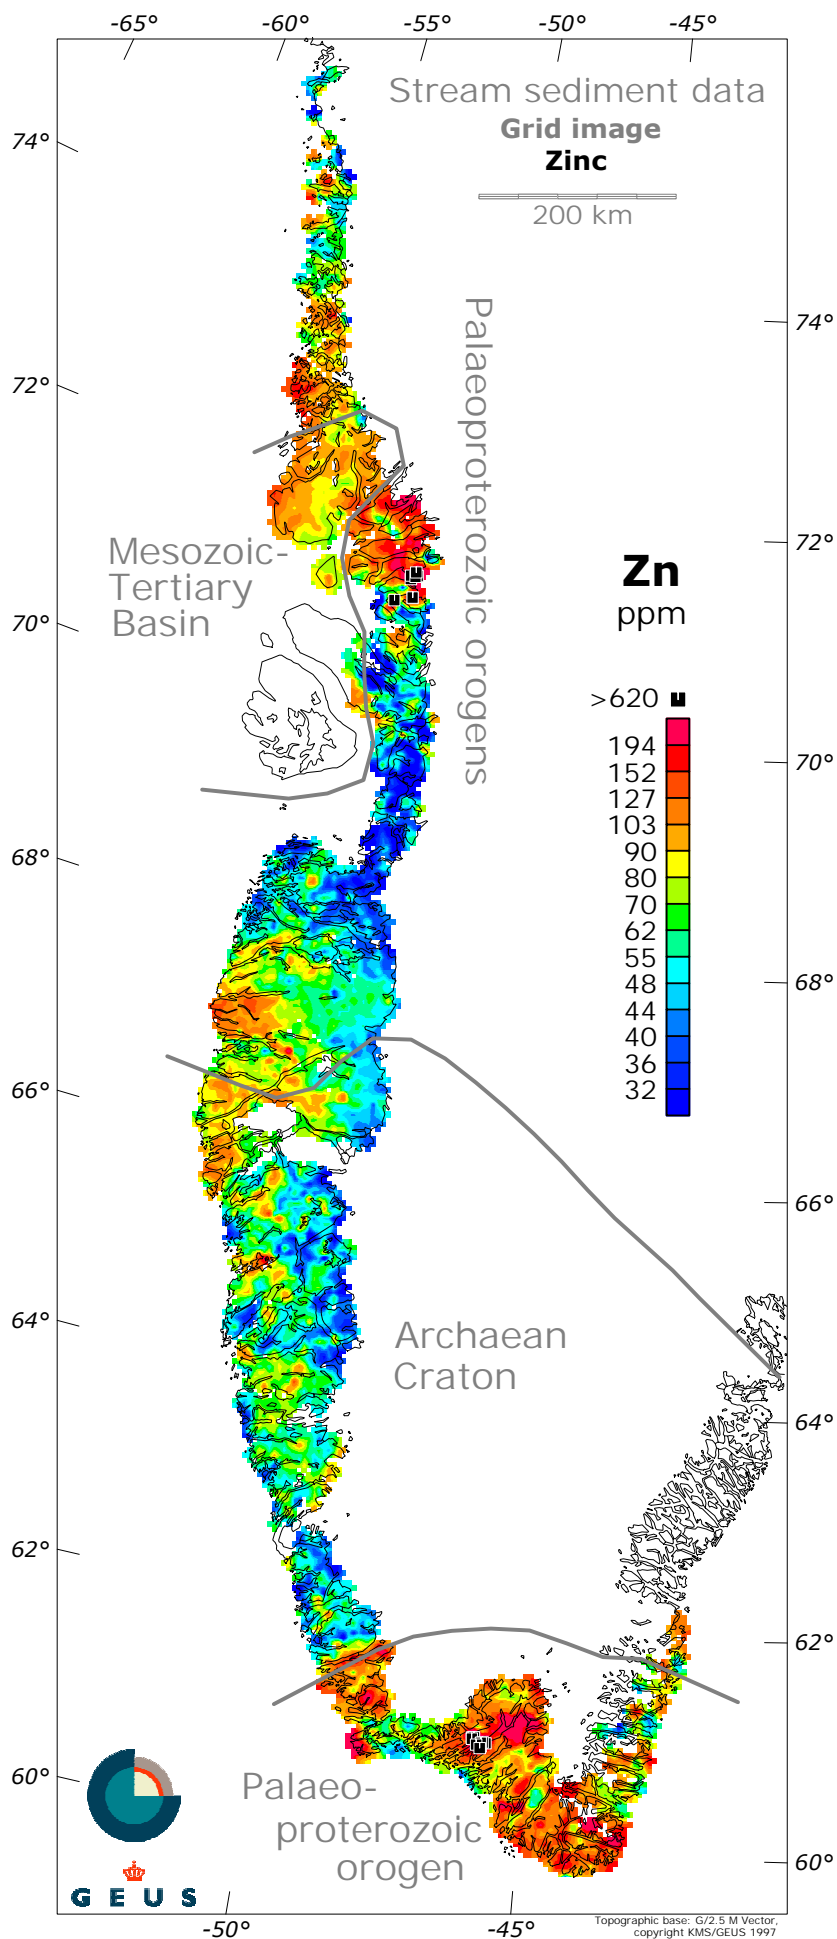 -65° -60° -55° -50° -45°
Stream sediment data
Grid image
Zinc
200 km
74°
74°
72°
Palaeoproterozoic orogens
72°
Mesozoic-
Tertiary
Basin
Zn
ppm
70°
>620
194
152
127
103
90
80
70
62
55
48
44
40
36
32
70°
68°
68°
66°
66°
64°
Archaean
Craton
64°
62°
62°
60°
Palaeo-
proterozoic
orogen
60°
GEUS
Topographic base: G/2.5 M Vector,
copyright KMS/GEUS 1997
-50° -45°